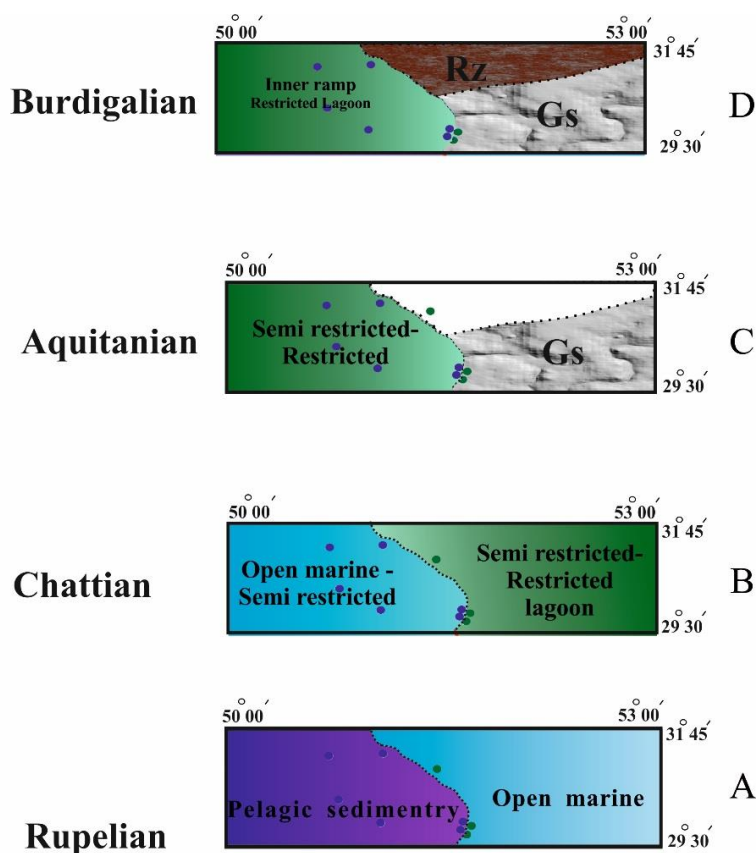 50° 00´
53° 00´
31° 45´
Burdigalian
Inner ramp
Restricted Lagoon
Rz
Gs
D
29 30´
50° 00´
53° 00´
31° 45´
Aquitanian
Semi restricted-
Restricted
Gs
C
29 30´
50° 00´
53° 00´
31° 45´
Chattian
Open marine -
Semi restricted
Semi restricted-
Restricted
lagoon
B
29 30´
50° 00´
53° 00´
31° 45´
A
Pelagic sedimentry
Open marine
Rupelian
29 30´